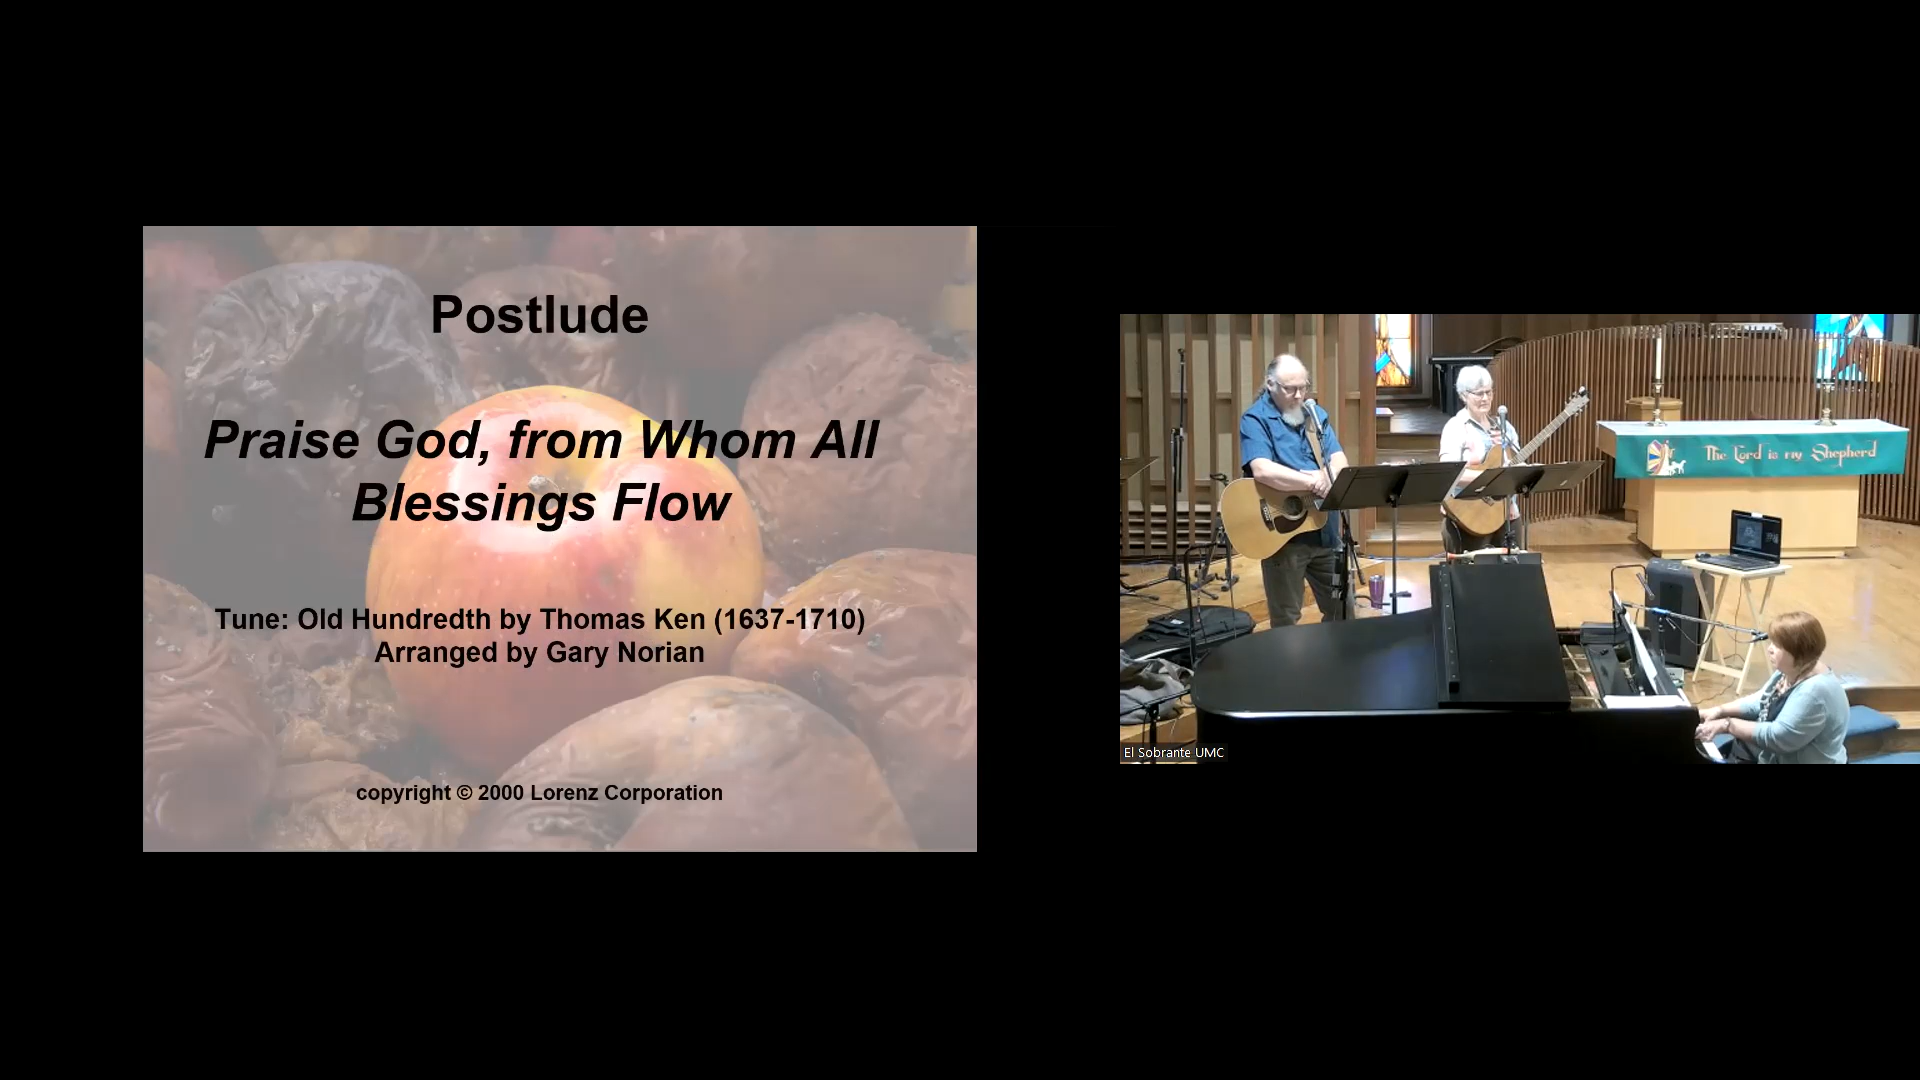 Postlude
Praise God, from Whom All
Blessings Flow
Tune: Old Hundredth by Thomas Ken (1637-1710)
Arranged by Gary Norian
copyright © 2000 Lorenz Corporation
The Lord is my Shepherd
El Sobrante UMC